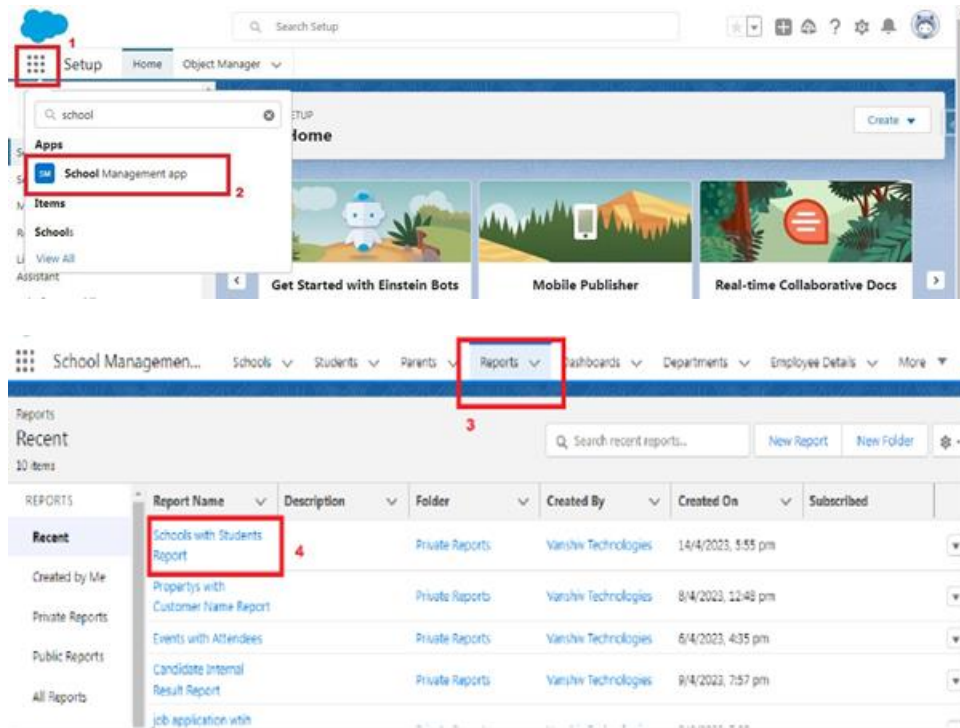 Search Setup
1
Setup Home Object Manager
school
Apps
SM School Management app
2
Items
Schools
View All
Assistant
SETUP
Home
Create
Get Started with Einstein Bots
Mobile Publisher
Real-time Collaborative Docs
School Managemen... Schools Students Parents Reports Dashboards Departments Employee Details More
3
Reports
Recent
10 items
Search recent reports...
New Report New Folder
REPORTS
Recent
Created by Me
Private Reports
Public Reports
All Reports
Report Name Description Folder Created By Created On Subscribed
Schools with Students
Report
4
Private Reports Vanshiv Technologies 14/4/2023, 5:55 pm
Propertys with
Customer Name Report
Private Reports Vanshiv Technologies 8/4/2023, 12:48 pm
Events with Attendees Private Reports Vanshiv Technologies 6/4/2023, 4:35 pm
Candidate Internal
Result Report
Private Reports Vanshiv Technologies 9/4/2023, 7:57 pm
job application wtih